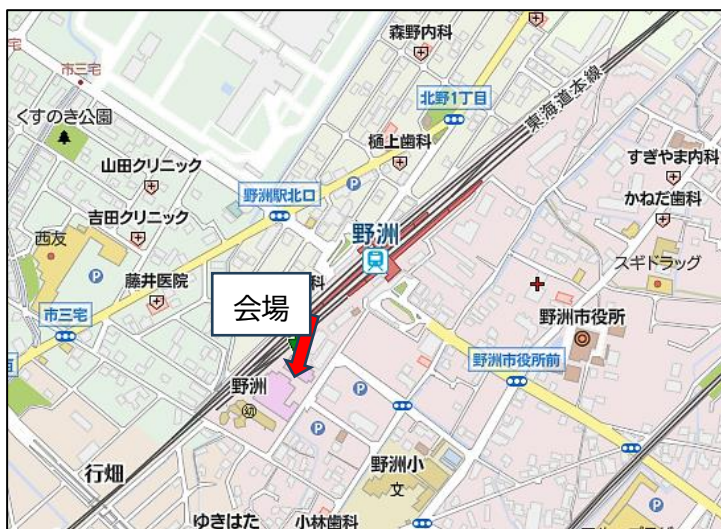 森野内科
市三宅
くすのき公園
北野1丁目
東海道本線
樋上歯科
山田クリニック
すぎやま内科
野洲駅北口
かねだ歯科
吉田クリニック
野洲
西友
スギドラッグ
藤井医院
会場
市三宅
野洲市役所
野洲市役所前
野洲
幼
行畑
野洲小
文
ゆきはた
小林歯科